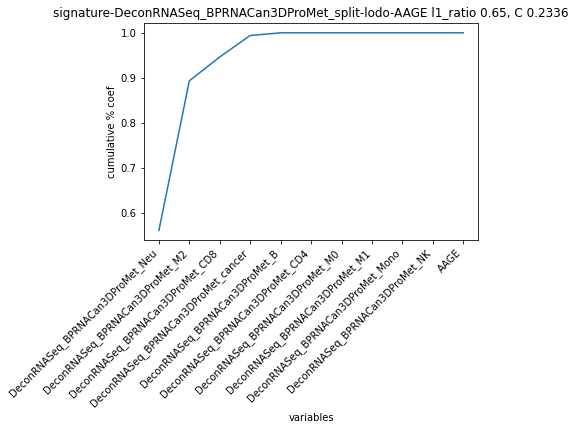 signature-DeconRNASeq_BPRNACan3DProMet_split-lodo-AAGE l1_ratio 0.65, C 0.2336
1.0
0.9
0.8
0.7
0.6
cumulative % coef
DeconRNASeq_BPRNACan3DProMet_Neu
DeconRNASeq_BPRNACan3DProMet_M2
DeconRNASeq_BPRNACan3DProMet_CD8
DeconRNASeq_BPRNACan3DProMet_cancer
DeconRNASeq_BPRNACan3DProMet_B
DeconRNASeq_BPRNACan3DProMet_CD4
DeconRNASeq_BPRNACan3DProMet_M0
DeconRNASeq_BPRNACan3DProMet_M1
DeconRNASeq_BPRNACan3DProMet_Mono
DeconRNASeq_BPRNACan3DProMet_NK
AAGE
variables